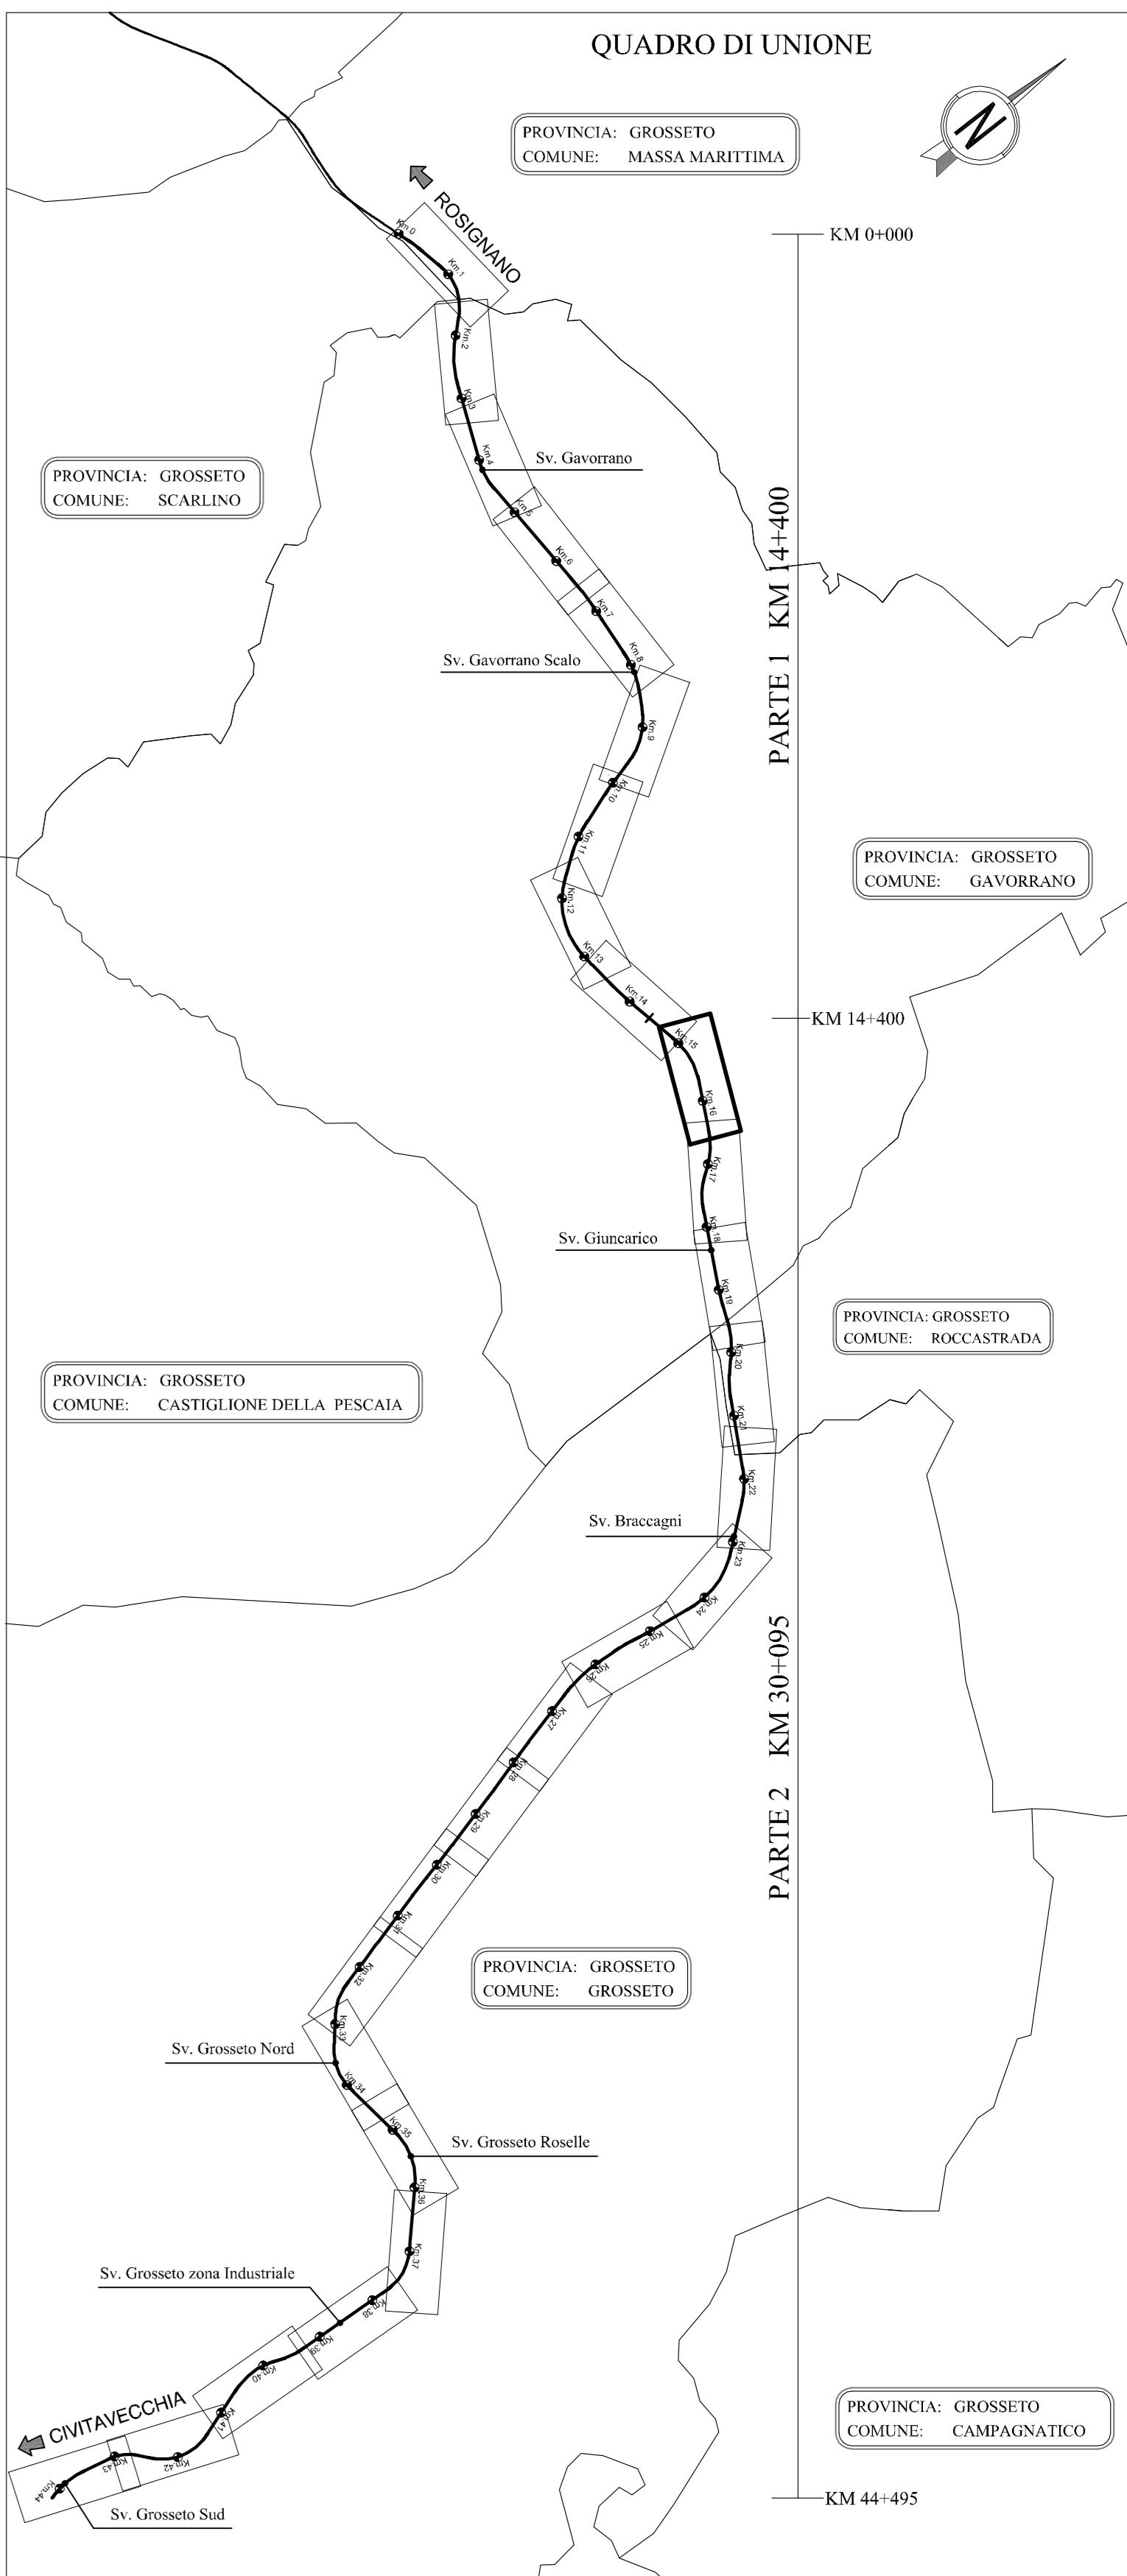 QUADRO DI UNIONE
PROVINCIA: GROSSETO
COMUNE: MASSA MARITTIMA
N
ROSIGNANO
KM 0+000
Km 0
Km.1
Km.2
Km.3
Km.4
Sv. Gavorrano
PROVINCIA: GROSSETO
COMUNE: SCARLINO
Km.5
Km.6
Km.7
PARTE 1 KM 14+400
Km.8
Sv. Gavorrano Scalo
Km.9
Km.10
Km.11
PROVINCIA: GROSSETO
COMUNE: GAVORRANO
Km.12
Km.13
Km.14
KM 14+400
Km.15
Km.16
Km.17
Km.18
Sv. Giuncarico
Km.19
PROVINCIA: GROSSETO
COMUNE: ROCCASTRADA
Km.20
PROVINCIA: GROSSETO
COMUNE: CASTIGLIONE DELLA PESCAIA
Km.21
Km.22
Sv. Braccagni
Km.23
Km.24
Km.25
Km.26
PARTE 2 KM 30+095
Km.27
Km.28
Km.29
Km.30
Km.31
Km.32
PROVINCIA: GROSSETO
COMUNE: GROSSETO
Km.33
Sv. Grosseto Nord
Km.34
Km.35
Sv. Grosseto Roselle
Km.36
Km.37
Sv. Grosseto zona Industriale
Km.38
Km.39
Km.40
Km.41
CIVITAVECCHIA
PROVINCIA: GROSSETO
COMUNE: CAMPAGNATICO
Km.42
Km.43
Km.44
Sv. Grosseto Sud
KM 44+495